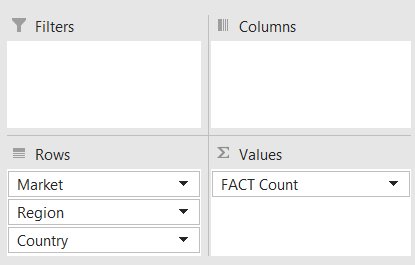 Filters
Columns
Rows
Values
Market
FACT Count
Region
Country